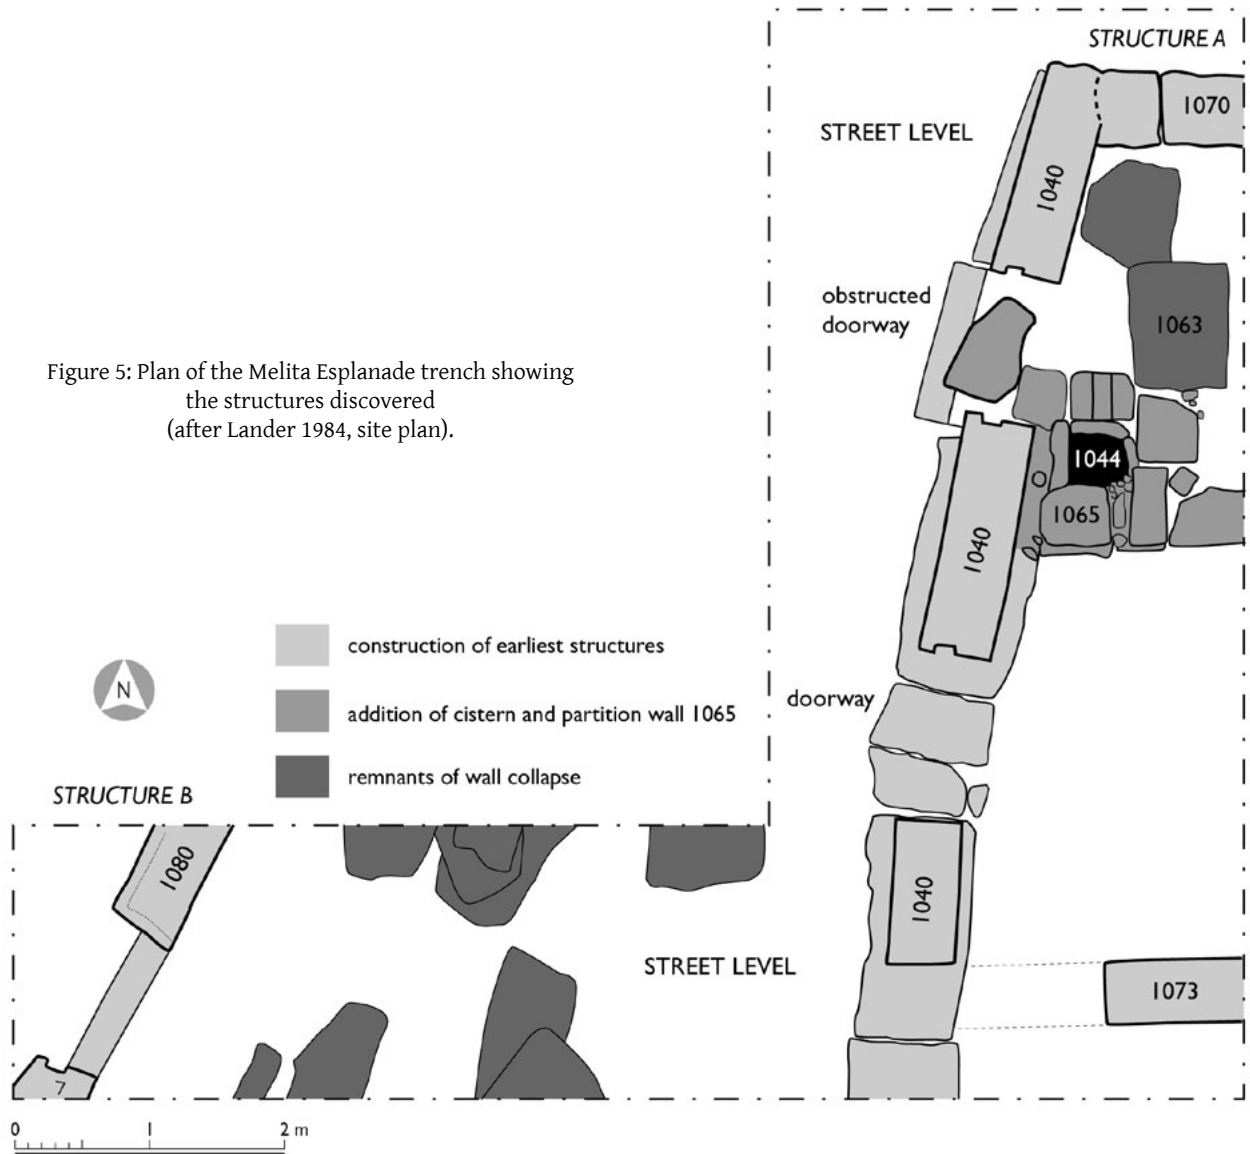 STRUCTURE A
1070
STREET LEVEL
1040
obstructed
doorway
1063
Figure 5: Plan of the Melita Esplanade trench showing
the structures discovered
(after Lander 1984, site plan).
1044
1065
1040
construction of earliest structures
N
addition of cistern and partition wall 1065
doorway
remnants of wall collapse
STRUCTURE B
1080
1040
STREET LEVEL
1073
7
0 1 2 m